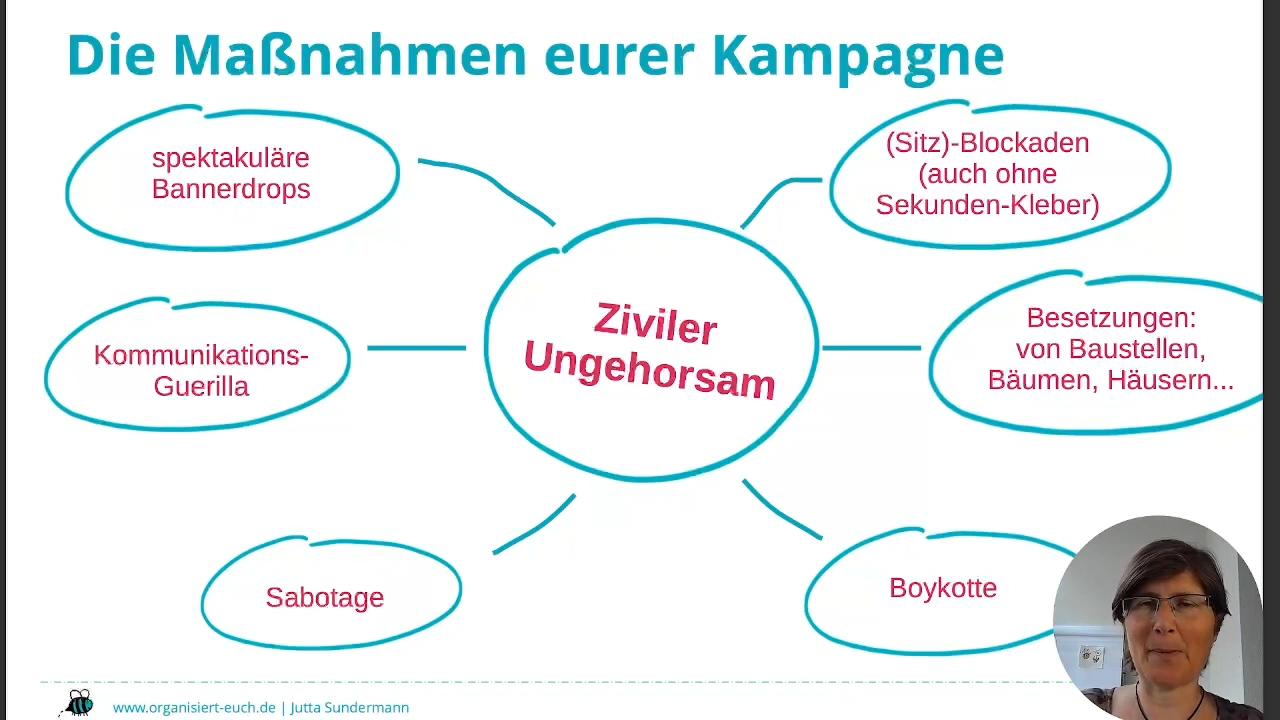 Die Maßnahmen eurer Kampagne
spektakuläre
Bannerdrops
(Sitz)-Blockaden
(auch ohne
Sekunden-Kleber)
Ziviler
Ungehorsam
Kommunikations-
Guerilla
Besetzungen:
von Baustellen,
Bäumen, Häusern...
Sabotage
Boykotte
www.organisiert-euch.de | Jutta Sundermann